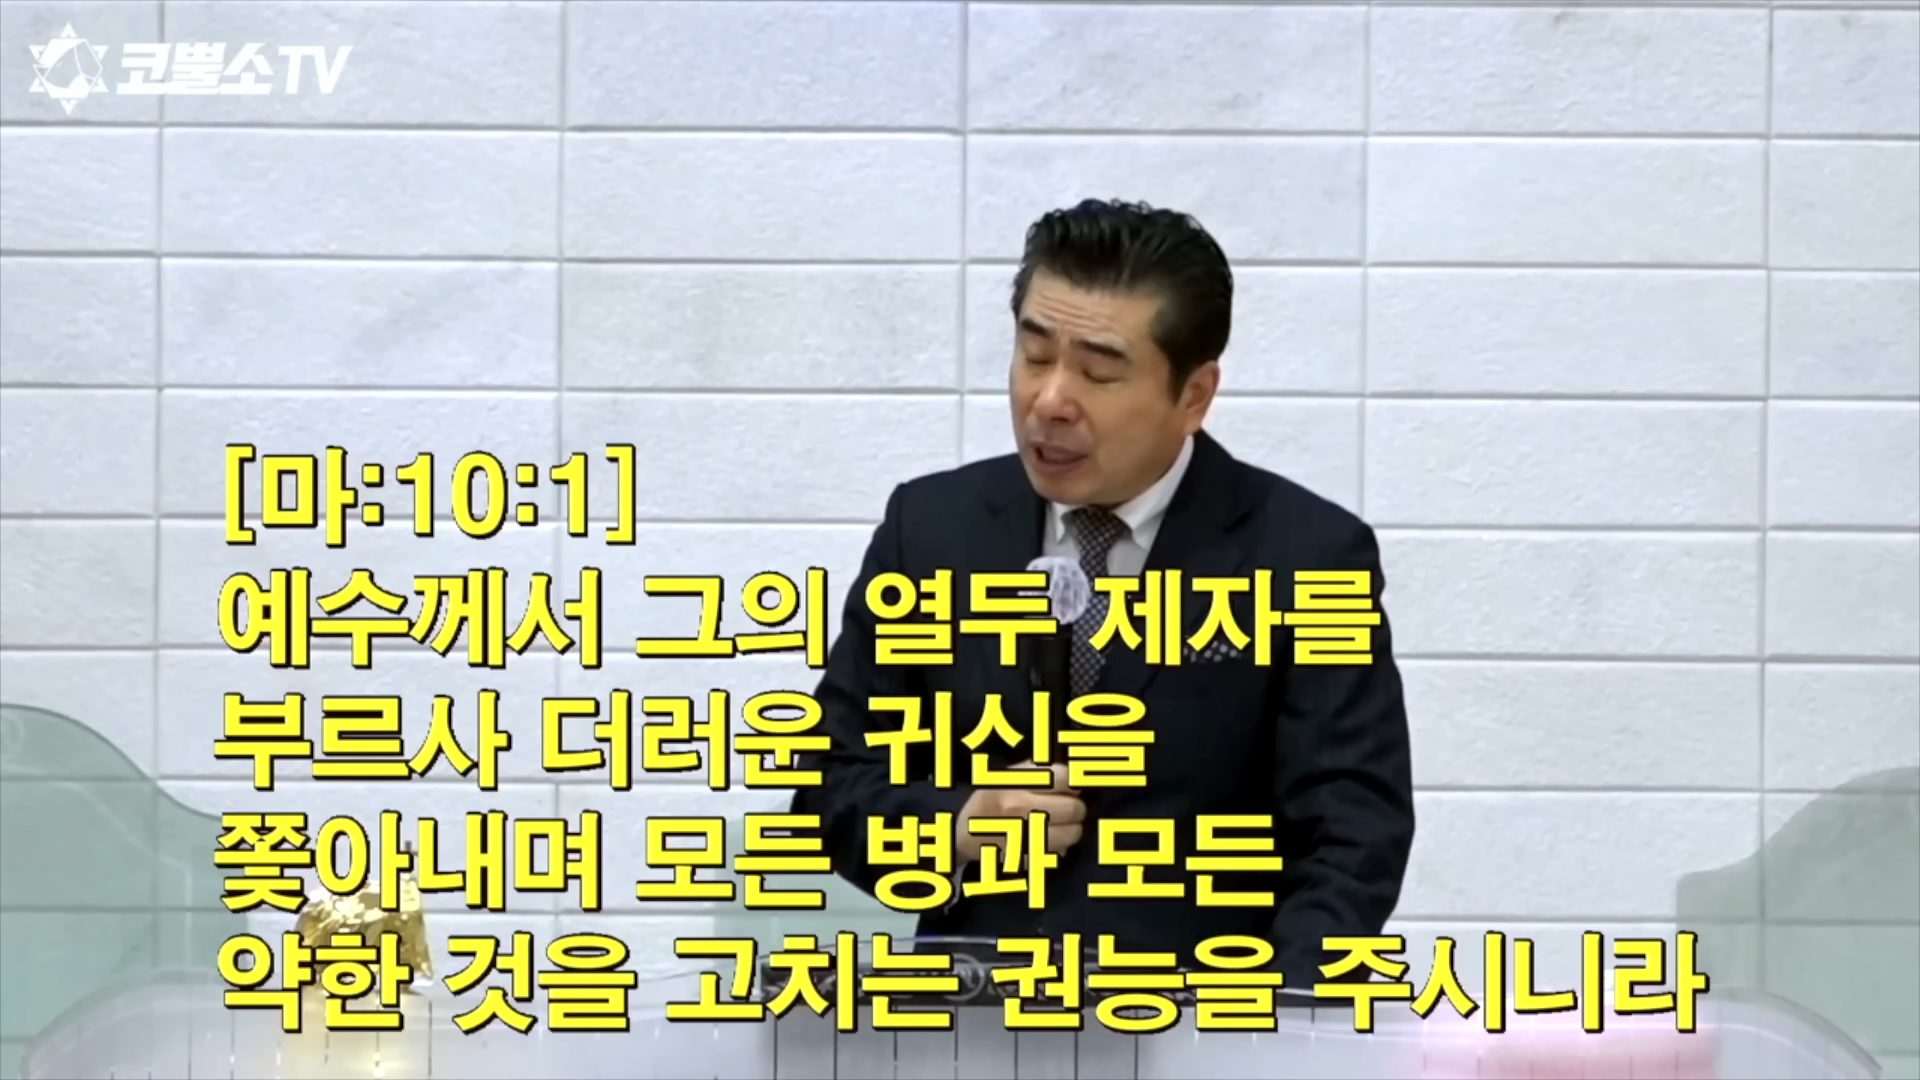 코뿔소TV
[마:10:1]
예수께서 그의 열두 제자를
부르사 더러운 귀신을
쫓아내며 모든 병과 모든
약한 것을 고치는 권능을 주시니라